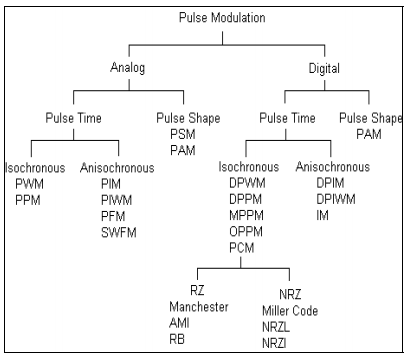 Pulse Modulation
Analog
Digital
Pulse Time
Pulse Shape
PSM
PAM
Pulse Time
Pulse Shape
PAM
Isochronous
PWM
PPM
Anisochronous
PIM
PIWM
PFM
SWFM
Isochronous
DPWM
DPPM
MPPM
OPPM
PCM
Anisochronous
DPIM
DPIWM
IM
RZ
Manchester
AMI
RB
NRZ
Miller Code
NRZL
NRZI